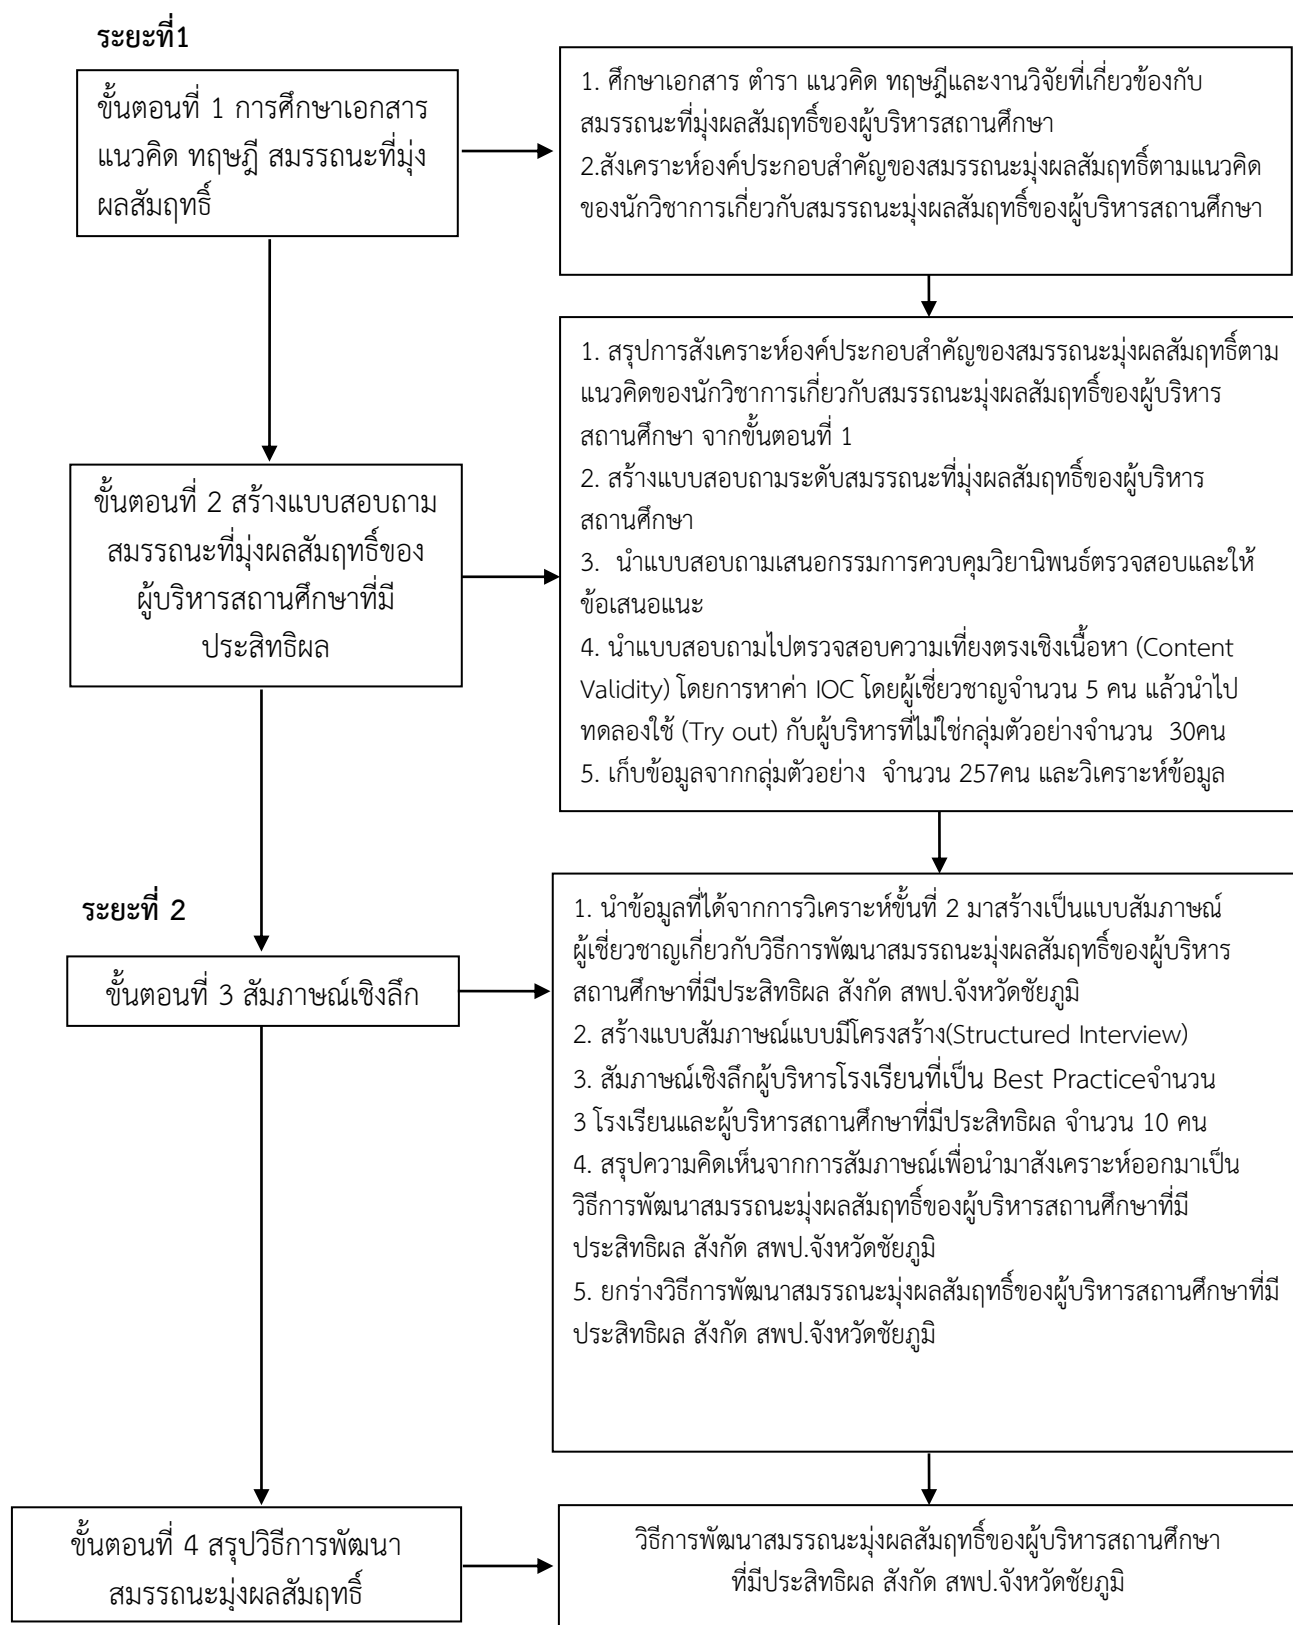 ระยะที่1
ขั้นตอนที่ 1 การศึกษาเอกสาร
แนวคิด ทฤษฎี สมรรถนะที่มุ่ง
ผลสัมฤทธิ์
1. ศึกษาเอกสาร ตำรา แนวคิด ทฤษฎีและงานวิจัยที่เกี่ยวข้องกับ
สมรรถนะที่มุ่งผลสัมฤทธิ์ของผู้บริหารสถานศึกษา
2.สังเคราะห์องค์ประกอบสำคัญของสมรรถนะมุ่งผลสัมฤทธิ์ตามแนวคิด
ของนักวิชาการเกี่ยวกับสมรรถนะมุ่งผลสัมฤทธิ์ของผู้บริหารสถานศึกษา
ขั้นตอนที่ 2 สร้างแบบสอบถาม
สมรรถนะที่มุ่งผลสัมฤทธิ์ของ
ผู้บริหารสถานศึกษาที่มี
ประสิทธิผล
1. สรุปการสังเคราะห์องค์ประกอบสำคัญของสมรรถนะมุ่งผลสัมฤทธิ์ตาม
แนวคิดของนักวิชาการเกี่ยวกับสมรรถนะมุ่งผลสัมฤทธิ์ของผู้บริหาร
สถานศึกษา จากขั้นตอนที่ 1
2. สร้างแบบสอบถามระดับสมรรถนะที่มุ่งผลสัมฤทธิ์ของผู้บริหาร
สถานศึกษา
3. นำแบบสอบถามเสนอกรรมการควบคุมวิยานิพนธ์ตรวจสอบและให้
ข้อเสนอแนะ
4. นำแบบสอบถามไปตรวจสอบความเที่ยงตรงเชิงเนื้อหา (Content
Validity) โดยการหาค่า IOC โดยผู้เชี่ยวชาญจำนวน 5 คน แล้วนำไป
ทดลองใช้ (Try out) กับผู้บริหารที่ไม่ใช่กลุ่มตัวอย่างจำนวน 30คน
5. เก็บข้อมูลจากกลุ่มตัวอย่าง จำนวน 257คน และวิเคราะห์ข้อมูล
ระยะที่ 2
ขั้นตอนที่ 3 สัมภาษณ์เชิงลึก
1. นำข้อมูลที่ได้จากการวิเคราะห์ขั้นที่ 2 มาสร้างเป็นแบบสัมภาษณ์
ผู้เชี่ยวชาญเกี่ยวกับวิธีการพัฒนาสมรรถนะมุ่งผลสัมฤทธิ์ของผู้บริหาร
สถานศึกษาที่มีประสิทธิผล สังกัด สพป.จังหวัดชัยภูมิ
2. สร้างแบบสัมภาษณ์แบบมีโครงสร้าง(Structured Interview)
3. สัมภาษณ์เชิงลึกผู้บริหารโรงเรียนที่เป็น Best Practiceจำนวน
3 โรงเรียนและผู้บริหารสถานศึกษาที่มีประสิทธิผล จำนวน 10 คน
4. สรุปความคิดเห็นจากการสัมภาษณ์เพื่อนำมาสังเคราะห์ออกมาเป็น
วิธีการพัฒนาสมรรถนะมุ่งผลสัมฤทธิ์ของผู้บริหารสถานศึกษาที่มี
ประสิทธิผล สังกัด สพป.จังหวัดชัยภูมิ
5. ยกร่างวิธีการพัฒนาสมรรถนะมุ่งผลสัมฤทธิ์ของผู้บริหารสถานศึกษาที่มี
ประสิทธิผล สังกัด สพป.จังหวัดชัยภูมิ
ขั้นตอนที่ 4 สรุปวิธีการพัฒนา
สมรรถนะมุ่งผลสัมฤทธิ์
วิธีการพัฒนาสมรรถนะมุ่งผลสัมฤทธิ์ของผู้บริหารสถานศึกษา
ที่มีประสิทธิผล สังกัด สพป.จังหวัดชัยภูมิ